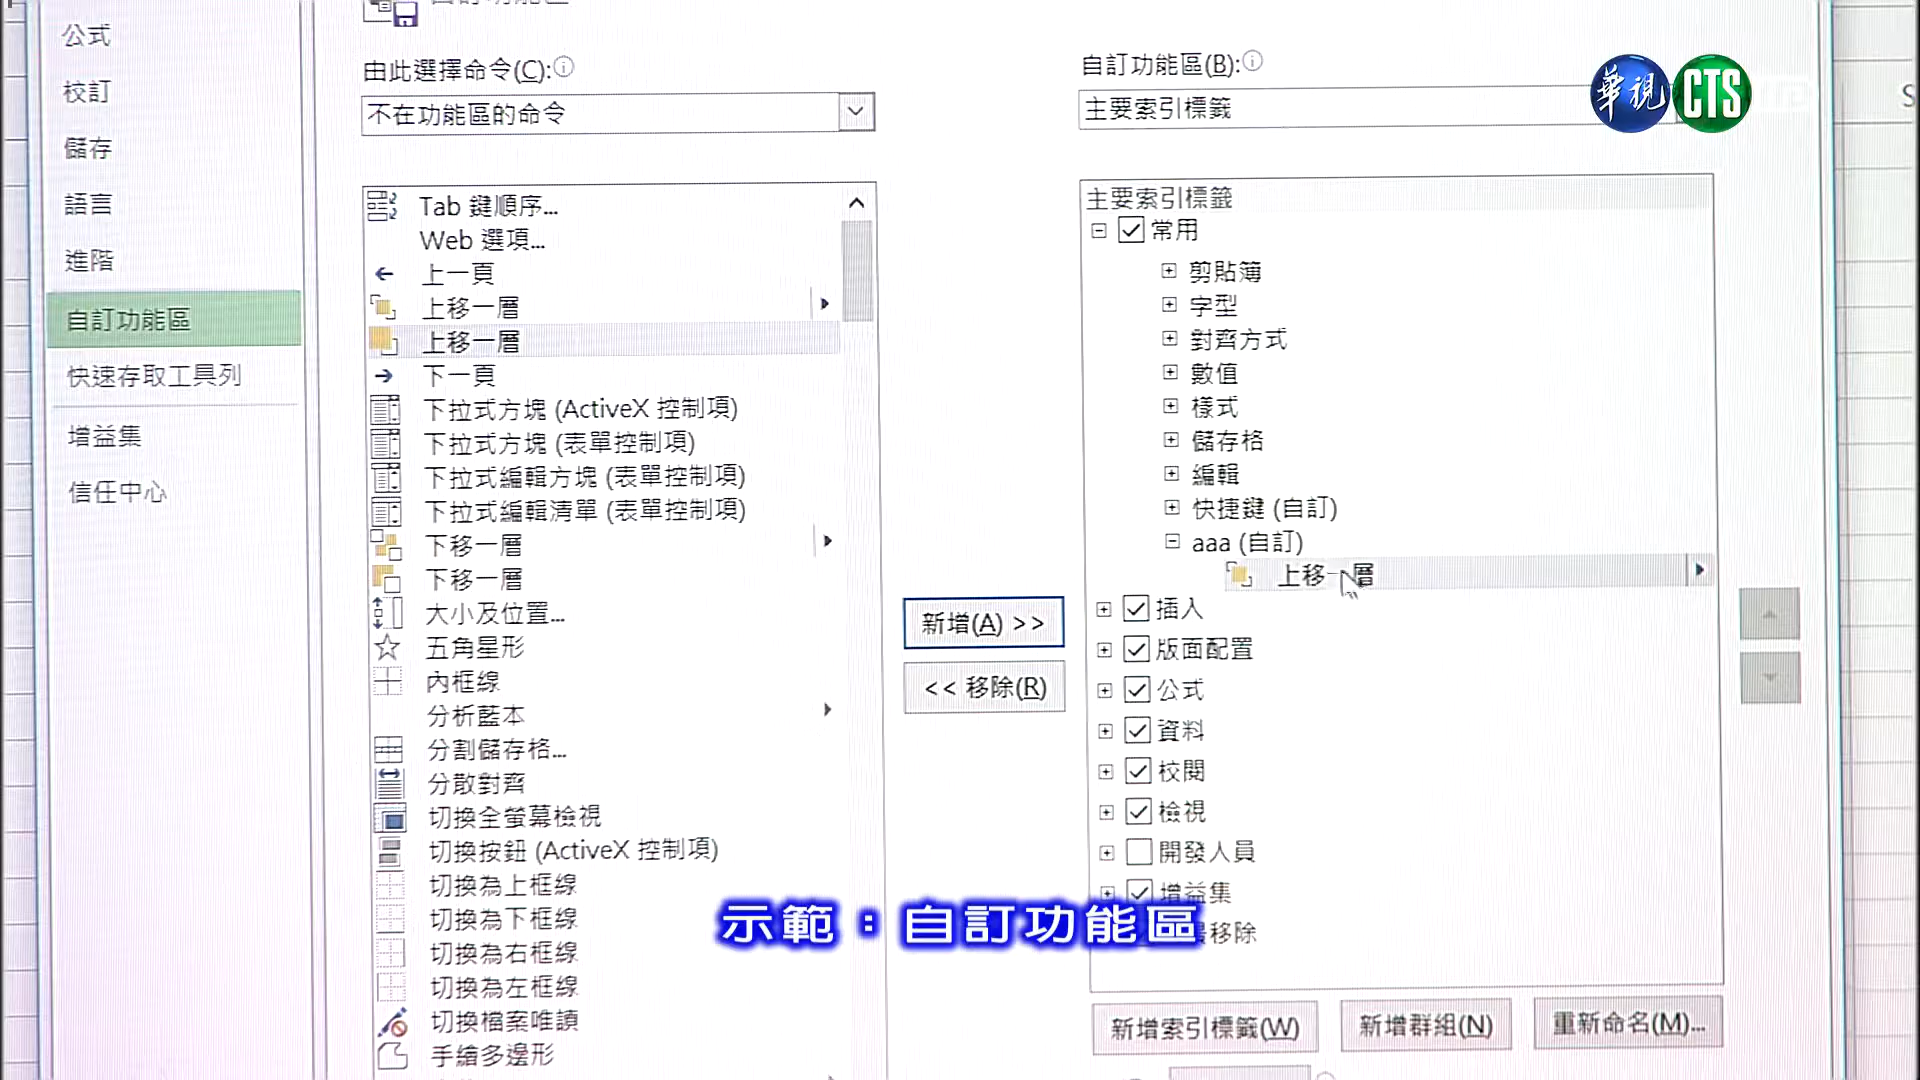 公式
校訂
儲存
語言
進階
自訂功能區
快速存取工具列
增益集
信任中心
由此選擇命令(C):
不在功能區的命令
Tab 鍵順序...
Web 選項...
上一頁
上移一層
上移一層
下一頁
下拉式方塊 (ActiveX 控制項)
下拉式方塊 (表單控制項)
下拉式編輯方塊 (表單控制項)
下拉式編輯清單 (表單控制項)
下移一層
下移一層
大小及位置...
五角星形
內框線
分析藍本
分割儲存格...
分散對齊
切換全螢幕檢視
切換按鈕 (ActiveX 控制項)
切換為上框線
切換為下框線
切換為右框線
切換為左框線
切換檔案唯讀
手繪多邊形
新增(A) >>
<< 移除(R)
自訂功能區(B):
主要索引標籤
主要索引標籤
常用
剪貼簿
字型
對齊方式
數值
樣式
儲存格
編輯
快捷鍵 (自訂)
aaa (自訂)
上移一層
插入
版面配置
公式
資料
校閱
檢視
開發人員
增益集
移除
新增索引標籤(W)
新增群組(N)
重新命名(M)...
華視 CTS
示範：自訂功能區